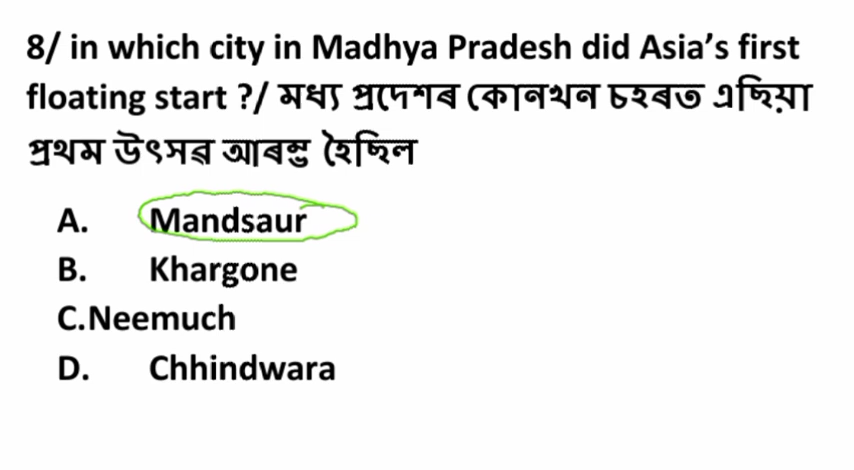 8/ in which city in Madhya Pradesh did Asia's first
floating start ?/ মধ্য প্ৰদেশৰ কোনখন চহৰত এছিয়া
প্ৰথম উৎসৱ আৰম্ভ হৈছিল
A. Mandsaur
B. Khargone
C.Neemuch
D. Chhindwara